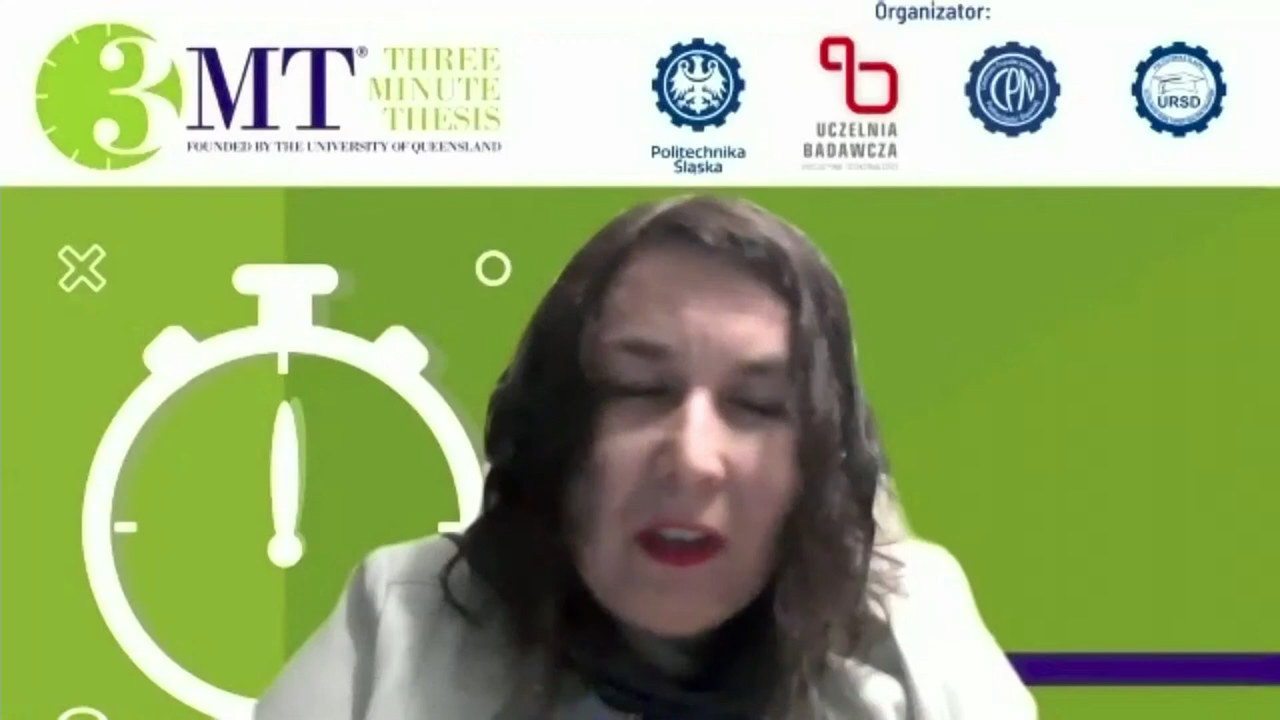 Organizator:
3MT® THREE
MINUTE
THESIS
FOUNDED BY THE UNIVERSITY OF QUEENSLAND
Politechnika
Śląska
UCZELNIA
BADAWCZA
CPN
URSD